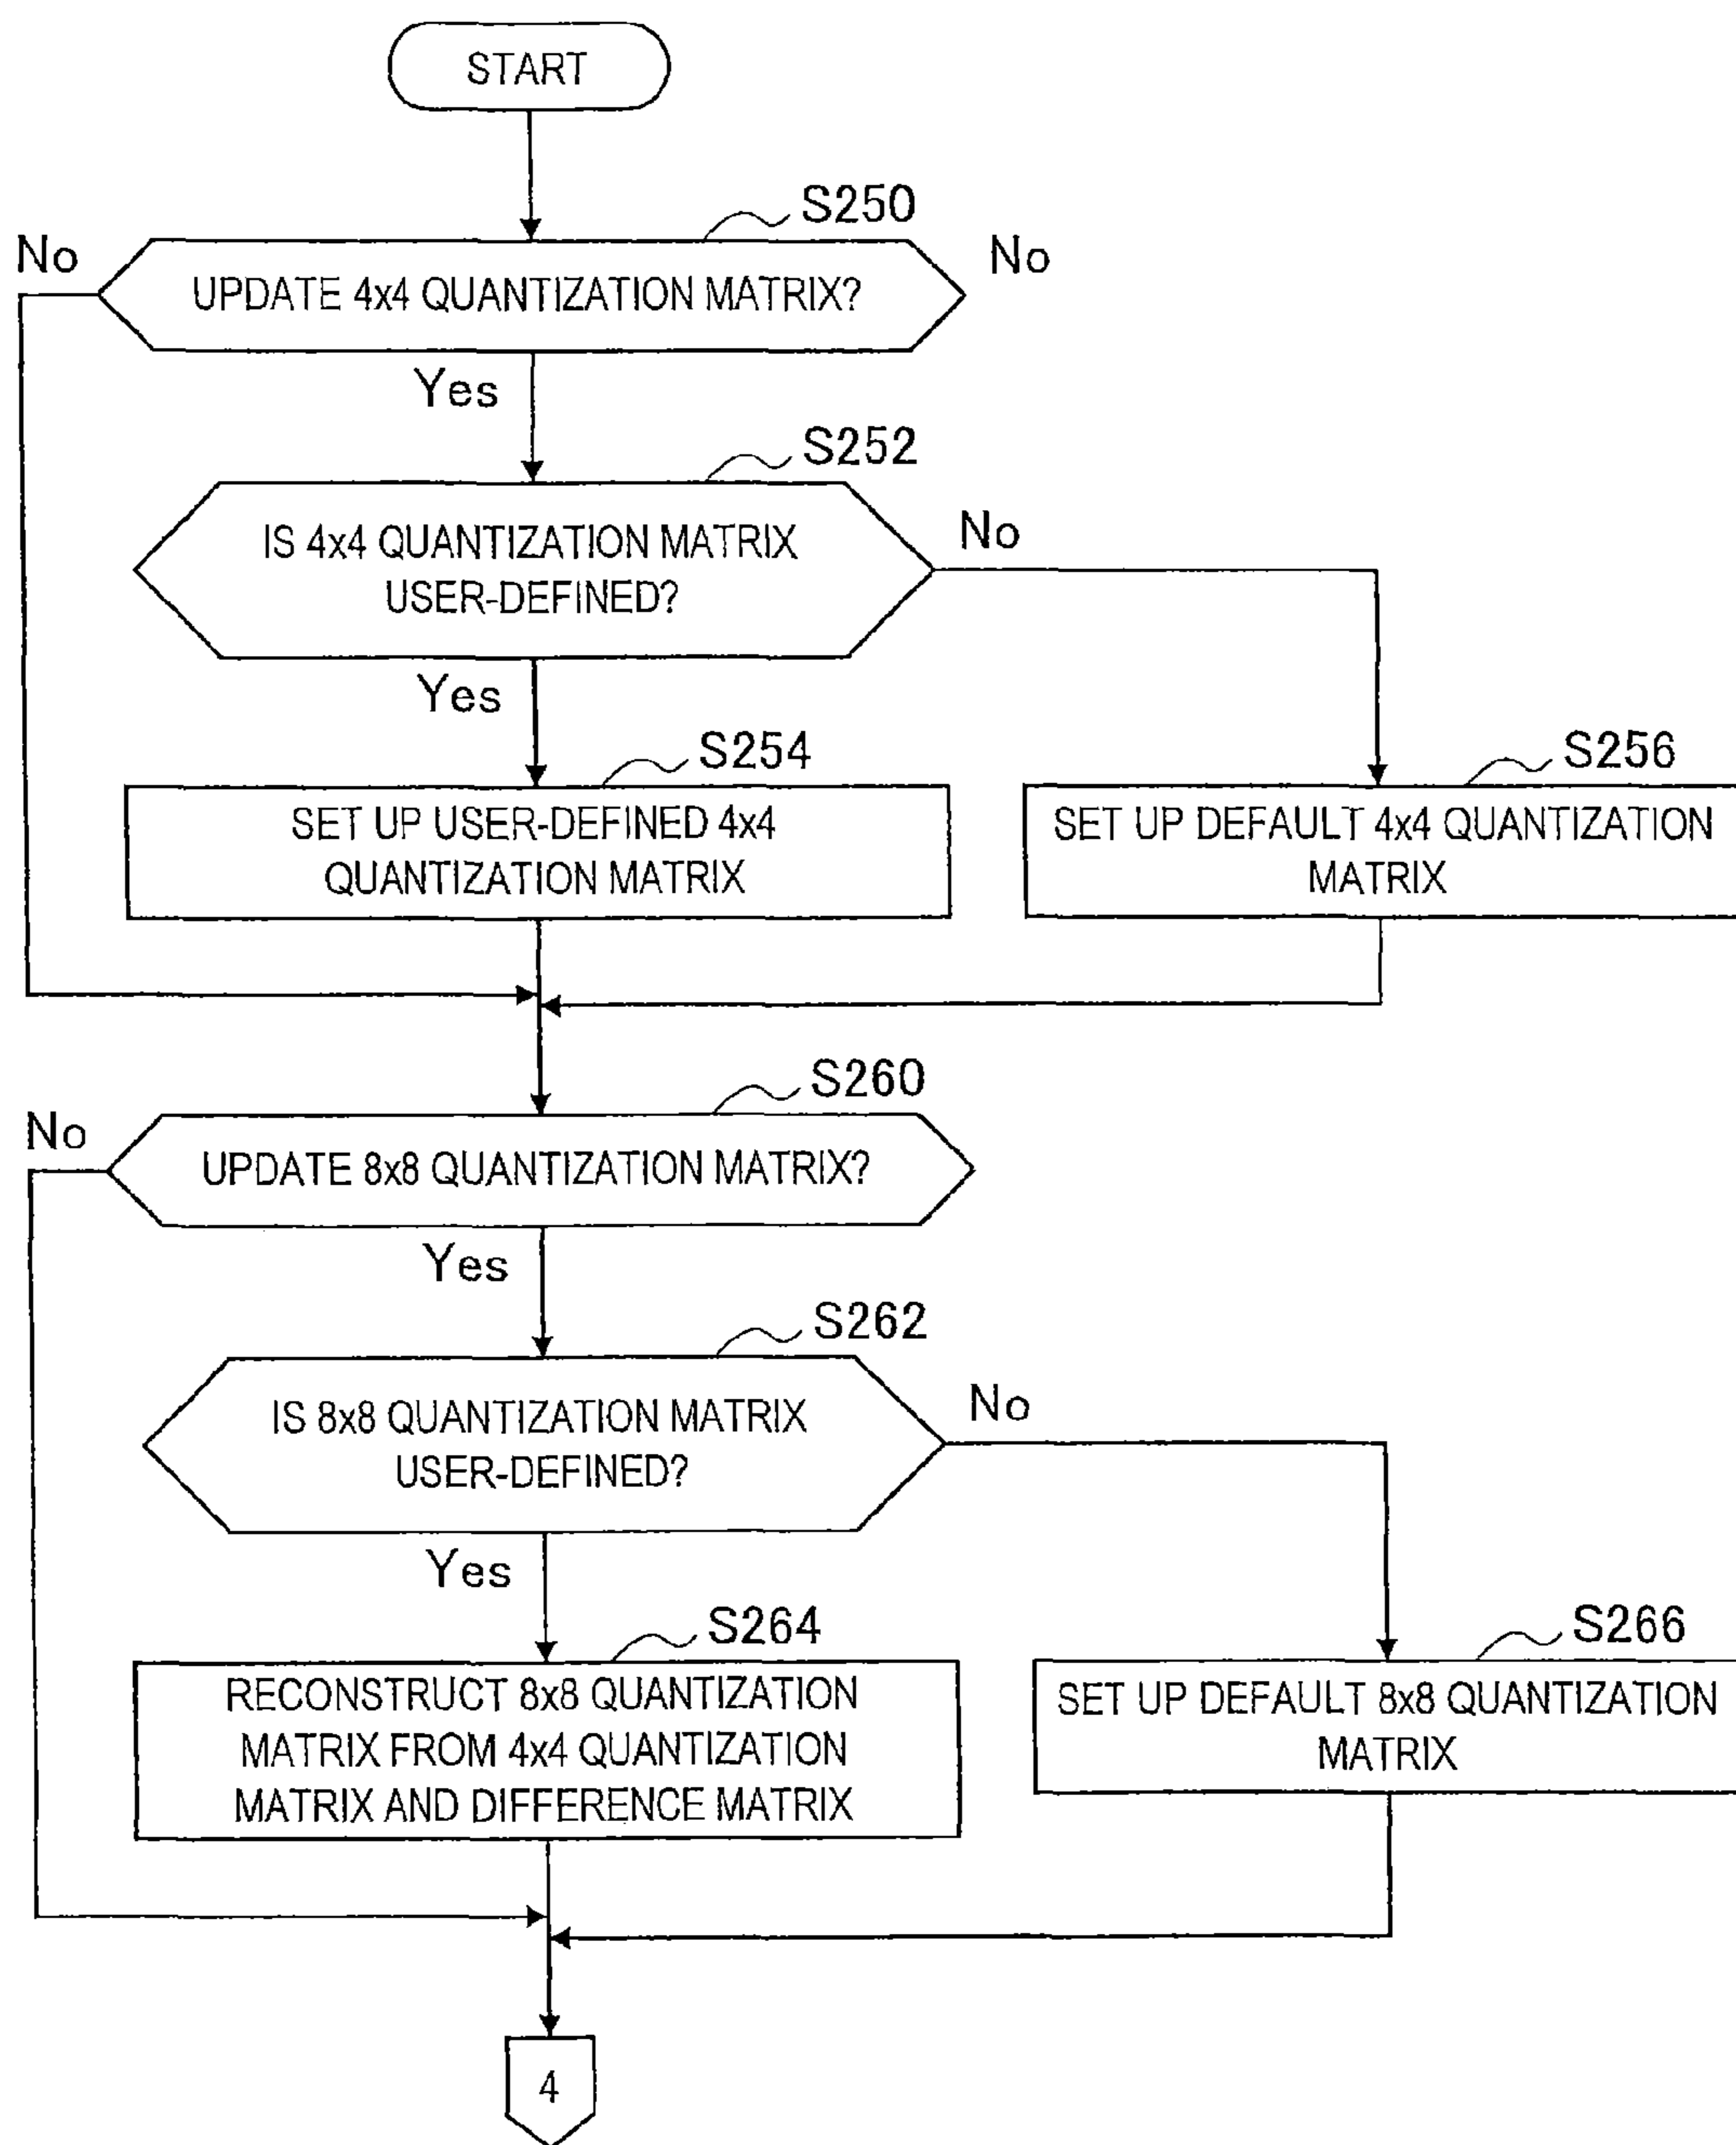 START
S250
No
No
UPDATE 4x4 QUANTIZATION MATRIX?
Yes
S252
IS 4x4 QUANTIZATION MATRIX
USER-DEFINED?
No
Yes
S254
S256
SET UP USER-DEFINED 4x4
QUANTIZATION MATRIX
SET UP DEFAULT 4x4 QUANTIZATION
MATRIX
S260
No
UPDATE 8x8 QUANTIZATION MATRIX?
Yes
S262
IS 8x8 QUANTIZATION MATRIX
USER-DEFINED?
No
Yes
S264
S266
RECONSTRUCT 8x8 QUANTIZATION
MATRIX FROM 4x4 QUANTIZATION
MATRIX AND DIFFERENCE MATRIX
SET UP DEFAULT 8x8 QUANTIZATION
MATRIX
4